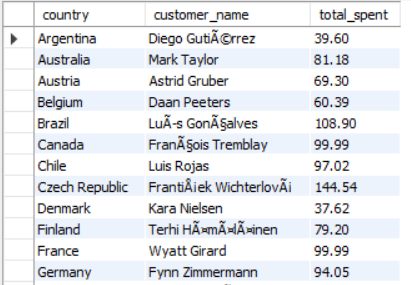 country customer_name total_spent
Argentina Diego GutiÃ©rrez 39.60
Australia Mark Taylor 81.18
Austria Astrid Gruber 69.30
Belgium Daan Peeters 60.39
Brazil LuÃ-s GonÃ§alves 108.90
Canada FranÃ§ois Tremblay 99.99
Chile Luis Rojas 97.02
Czech Republic FrantiÅ¡ek WichterlovÃ¡ 144.54
Denmark Kara Nielsen 37.62
Finland Terhi HÃ¤mÃ¤lÃ¤inen 79.20
France Wyatt Girard 99.99
Germany Fynn Zimmermann 94.05